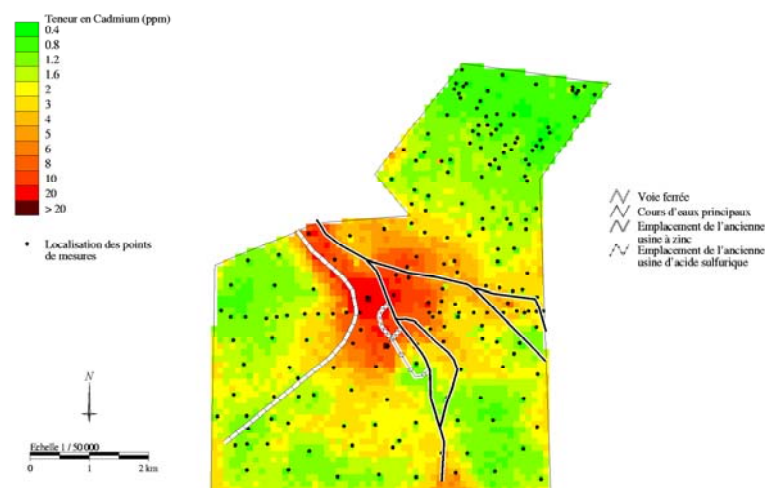 Teneur en Cadmium (ppm)
0.4
0.8
1.2
1.6
2
3
4
5
6
8
10
20
> 20
Localisation des points
de mesures
Voie ferrée
Cours d'eaux principaux
Emplacement de l'ancienne
usine à zinc
Emplacement de l'ancienne
usine d'acide sulfurique
N
Echelle 1 / 50 000
0 1 2 km